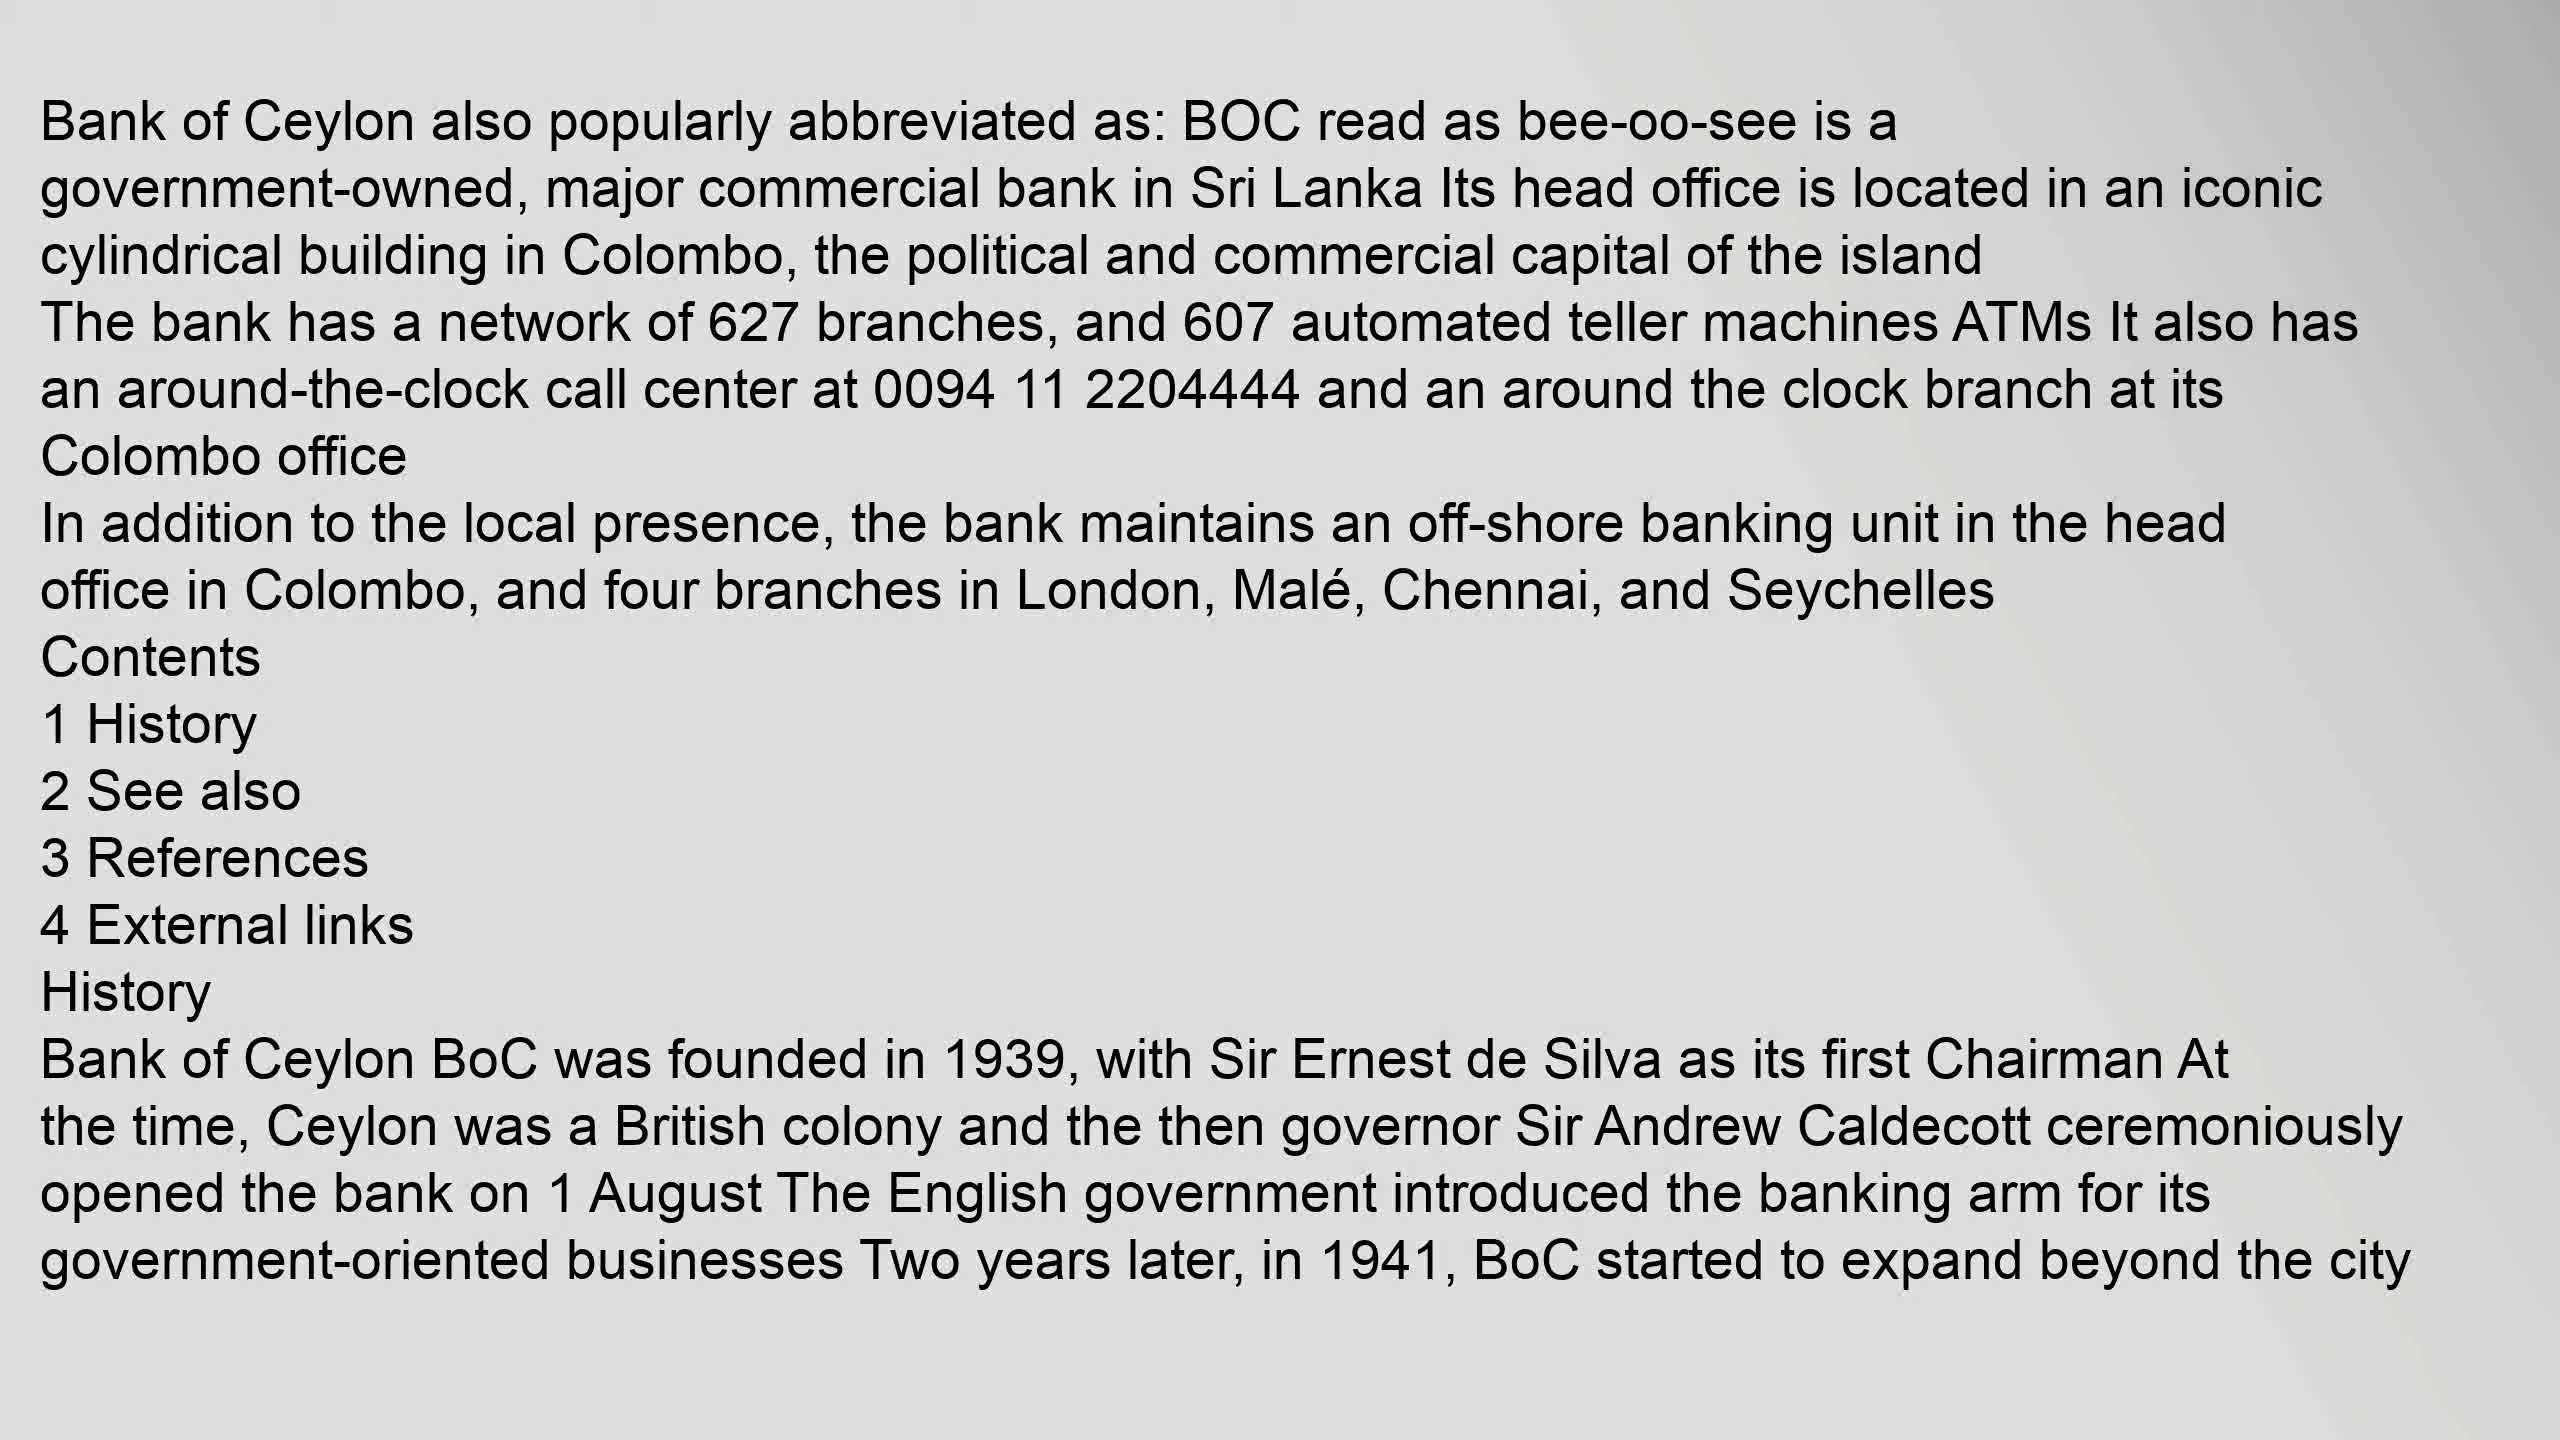 Bank of Ceylon also popularly abbreviated as: BOC read as bee-oo-see is a
government-owned, major commercial bank in Sri Lanka Its head office is located in an iconic
cylindrical building in Colombo, the political and commercial capital of the island
The bank has a network of 627 branches, and 607 automated teller machines ATMs It also has
an around-the-clock call center at 0094 11 2204444 and an around the clock branch at its
Colombo office
In addition to the local presence, the bank maintains an off-shore banking unit in the head
office in Colombo, and four branches in London, Malé, Chennai, and Seychelles
Contents
1 History
2 See also
3 References
4 External links
History
Bank of Ceylon BoC was founded in 1939, with Sir Ernest de Silva as its first Chairman At
the time, Ceylon was a British colony and the then governor Sir Andrew Caldecott ceremoniously
opened the bank on 1 August The English government introduced the banking arm for its
government-oriented businesses Two years later, in 1941, BoC started to expand beyond the city